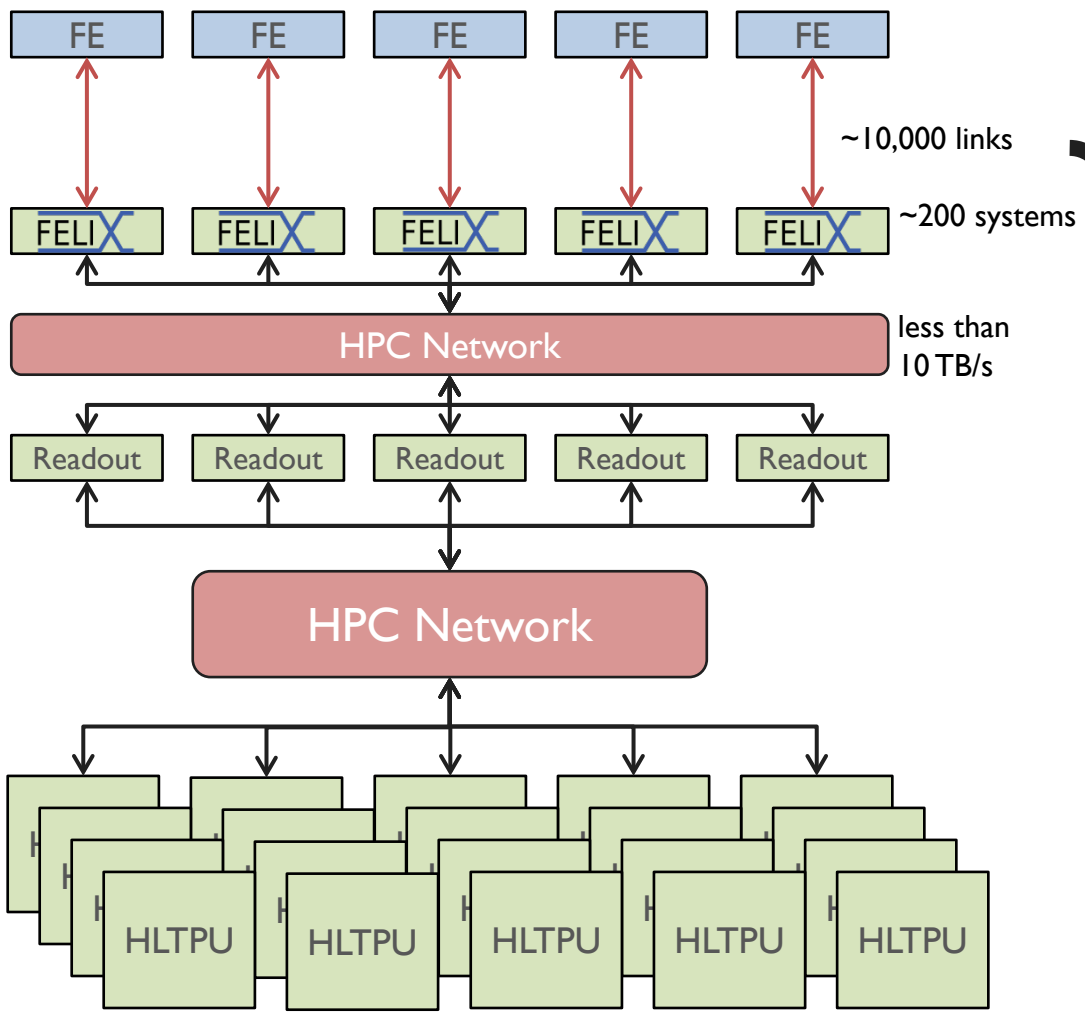 FE FE FE FE FE
~10,000 links
FELIX FELIX FELIX FELIX FELIX
~200 systems
HPC Network
less than
10 TB/s
Readout Readout Readout Readout Readout
HPC Network
HLTPU HLTPU HLTPU HLTPU HLTPU